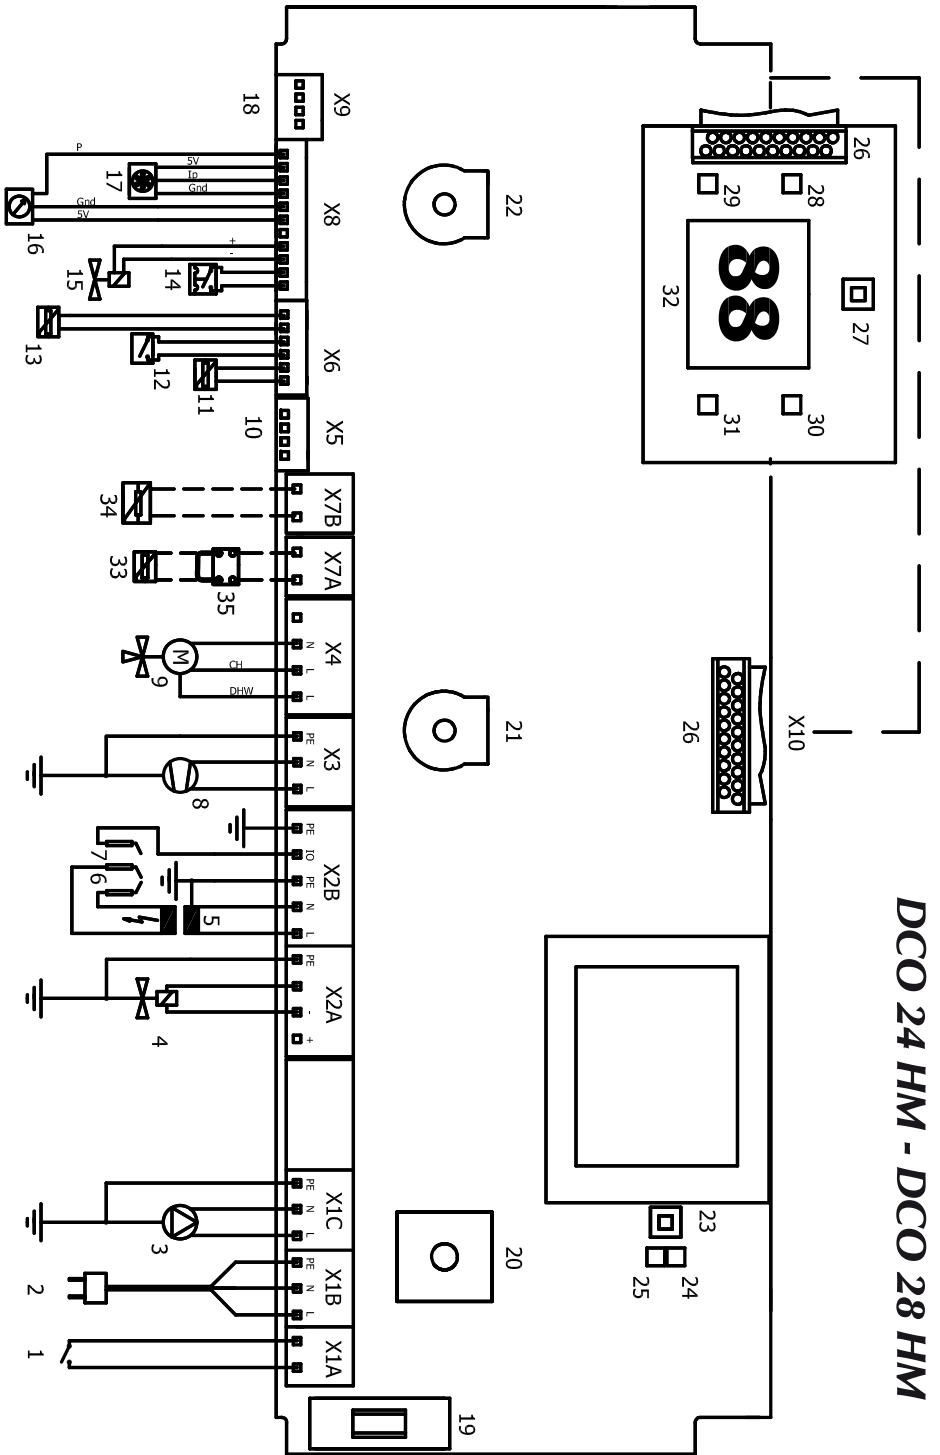 DCO 24 HM - DCO 28 HM
X9
18
X8
P
5V
Ip
Gnd
17
Gnd
5V
16
+
-
15
14
X6
13
12
11
X5
10
X7B
34
X7A
33
35
X4
N
L
L
CH
DHW
M
9
X3
PE
N
L
8
X2B
PE
IO
PE
N
L
7
6
5
X2A
PE
-
+
4
X1C
PE
N
L
3
X1B
PE
N
L
2
X1A
1
19
20
21
22
23
24
25
26
X10
26
27
28
29
30
31
32
88